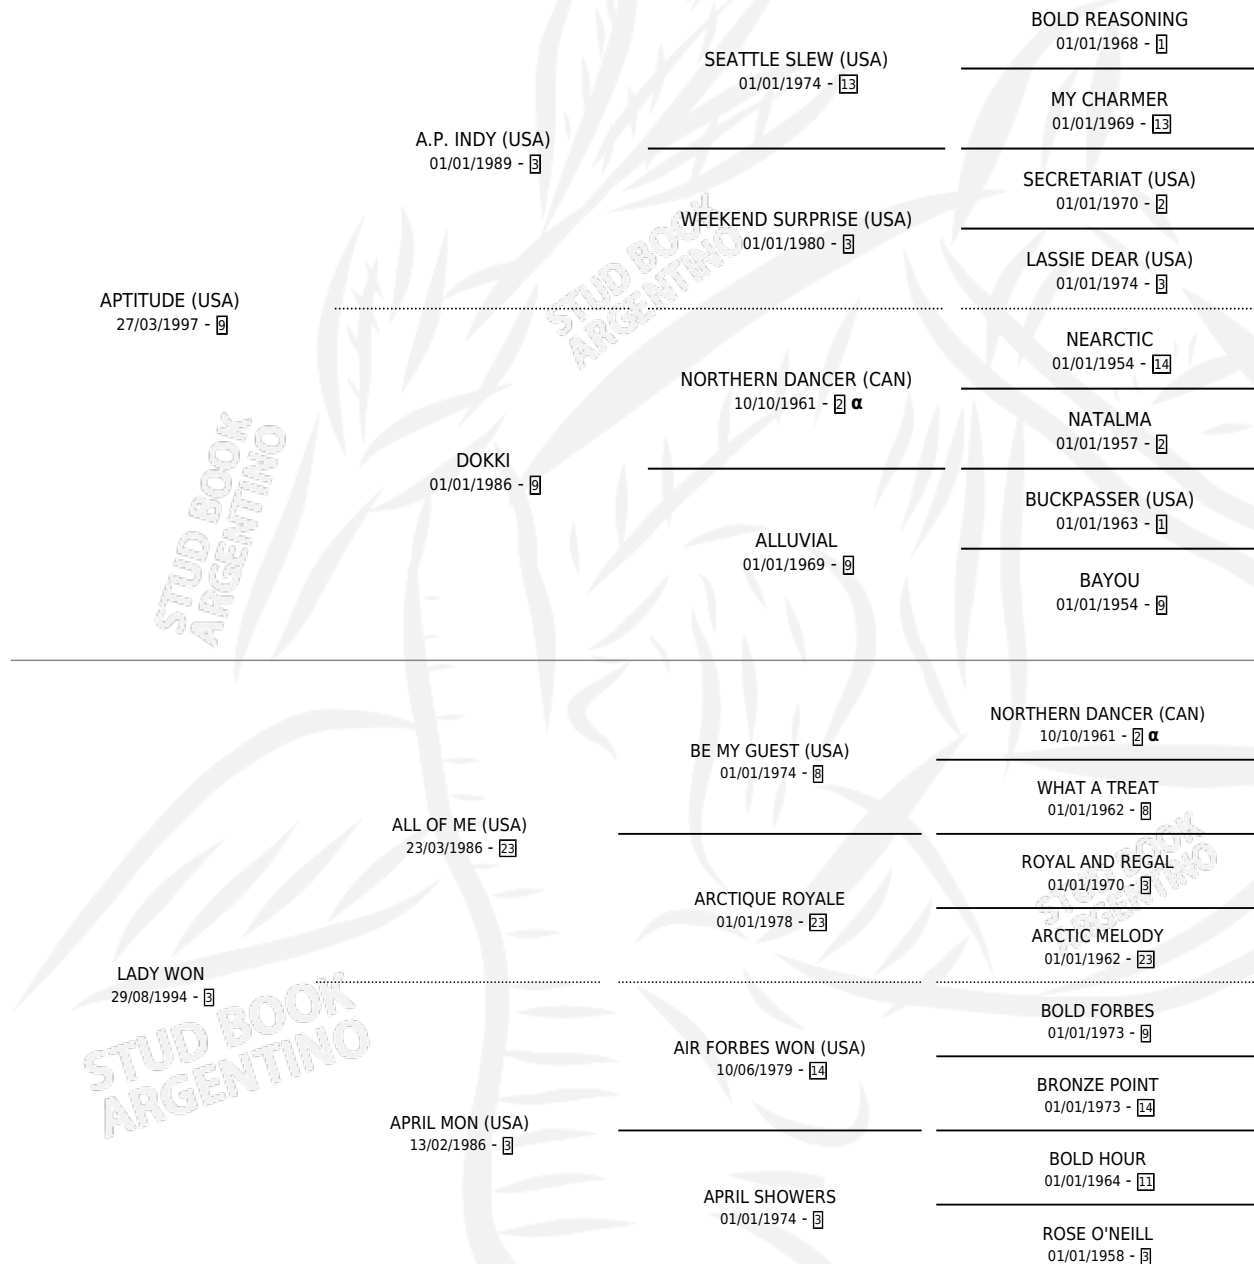 BOLD REASONING
01/01/1968 - 1
SEATTLE SLEW (USA)
01/01/1974 - 13
MY CHARMER
01/01/1969 - 13
A.P. INDY (USA)
01/01/1989 - 3
SECRETARIAT (USA)
01/01/1970 - 2
WEEKEND SURPRISE (USA)
01/01/1980 - 3
LASSIE DEAR (USA)
01/01/1974 - 3
APTITUDE (USA)
27/03/1997 - 9
NEARCTIC
01/01/1954 - 14
NORTHERN DANCER (CAN)
10/10/1961 - 2 α
NATALMA
01/01/1957 - 2
DOKKI
01/01/1986 - 9
BUCKPASSER (USA)
01/01/1963 - 1
ALLUVIAL
01/01/1969 - 9
BAYOU
01/01/1954 - 9
NORTHERN DANCER (CAN)
10/10/1961 - 2 α
BE MY GUEST (USA)
01/01/1974 - 8
WHAT A TREAT
01/01/1962 - 8
ALL OF ME (USA)
23/03/1986 - 23
ROYAL AND REGAL
01/01/1970 - 3
ARCTIQUE ROYALE
01/01/1978 - 23
ARCTIC MELODY
01/01/1962 - 23
LADY WON
29/08/1994 - 3
BOLD FORBES
01/01/1973 - 9
AIR FORBES WON (USA)
10/06/1979 - 14
BRONZE POINT
01/01/1973 - 14
APRIL MON (USA)
13/02/1986 - 3
BOLD HOUR
01/01/1964 - 11
APRIL SHOWERS
01/01/1974 - 3
ROSE O'NEILL
01/01/1958 - 3
STUD BOOK
ARGENTINO
STUD BOOK
ARGENTINO
STUD BOOK
ARGENTINO
STUD BOOK
ARGENTINO